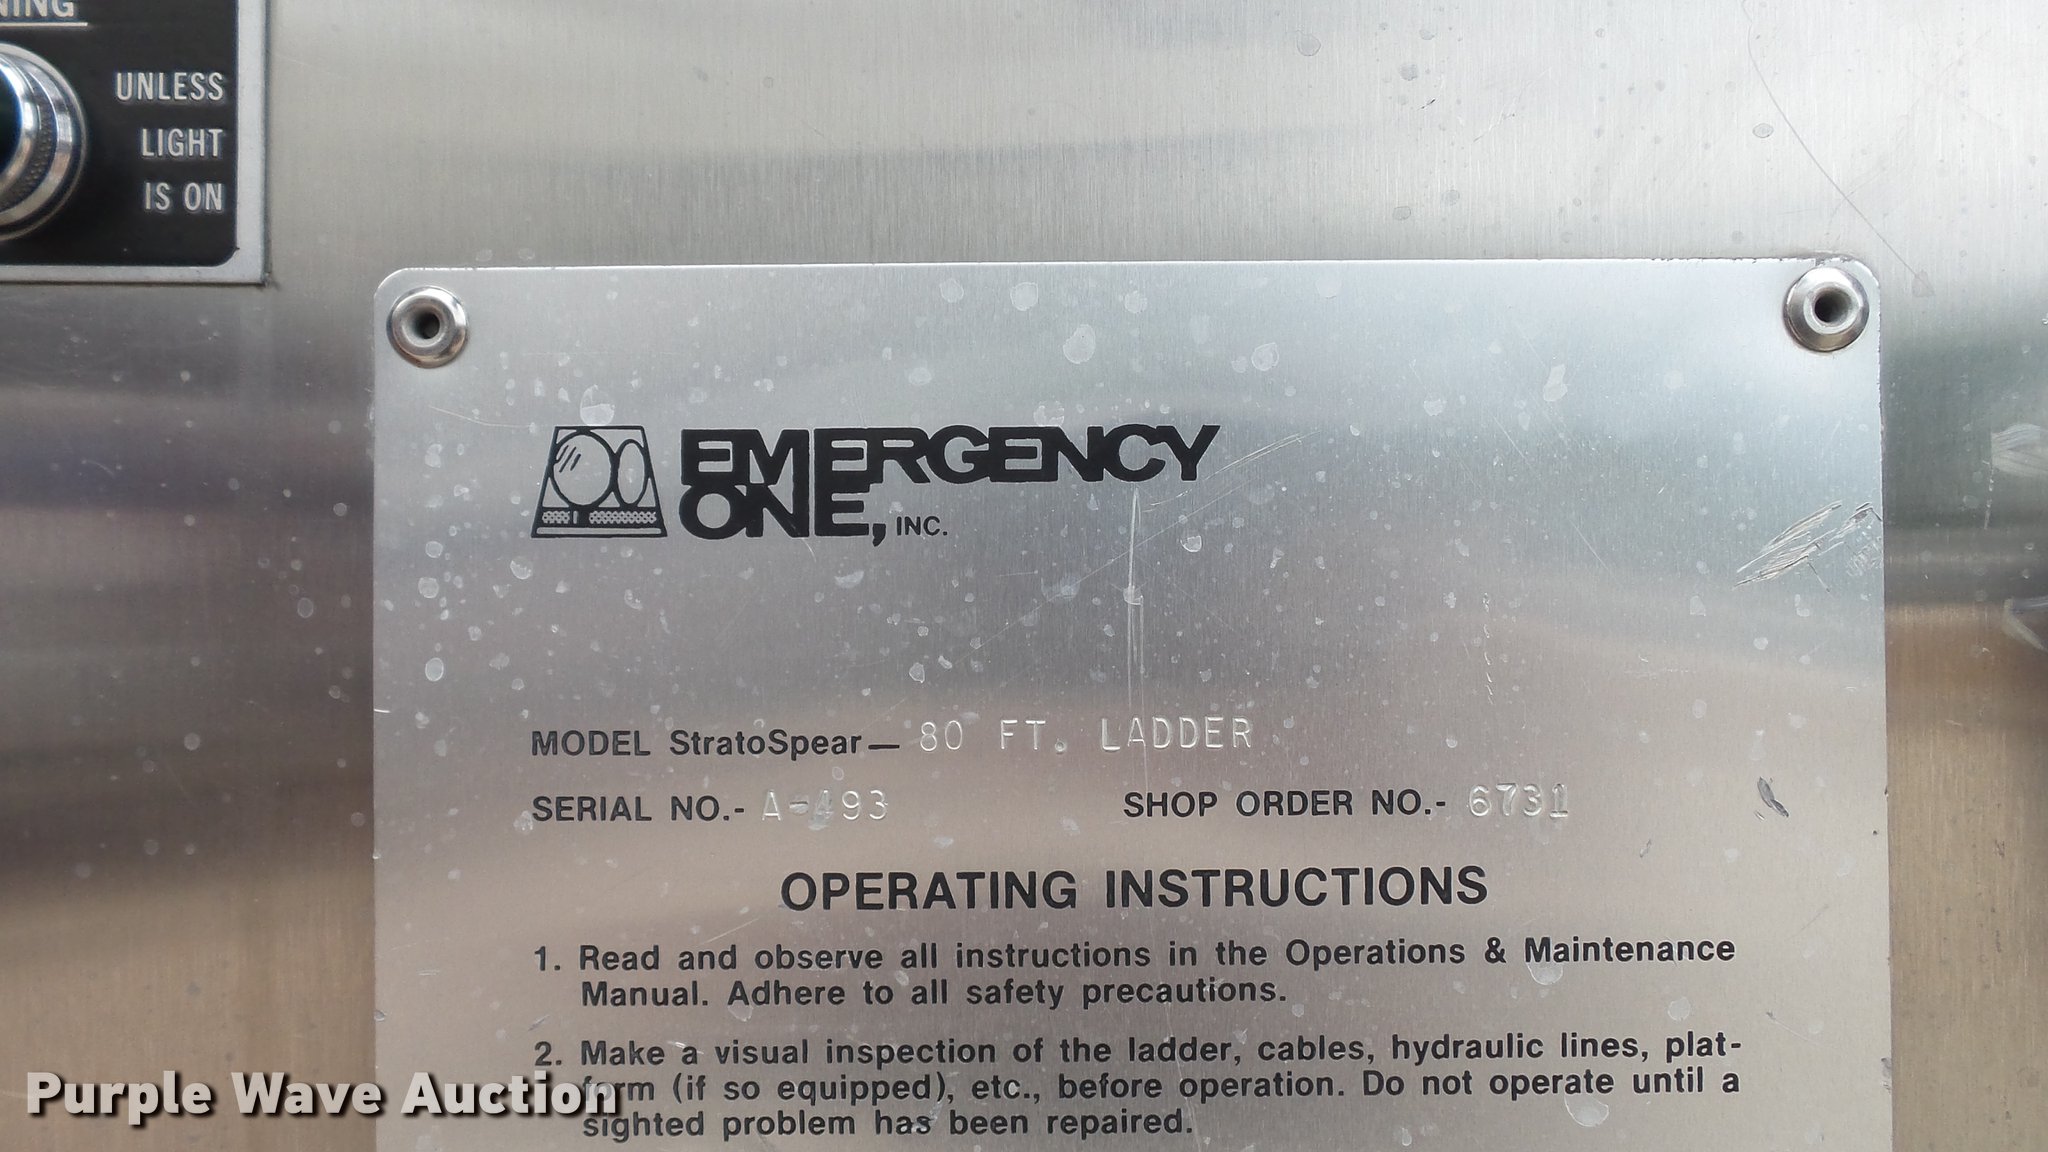 UNLESS
LIGHT
IS ON
EMERGENCY
ONE, INC.
MODEL StratoSpear— 80 FT. LADDER
SERIAL NO.- A-493 SHOP ORDER NO.- 6731
OPERATING INSTRUCTIONS
1. Read and observe all instructions in the Operations & Maintenance
Manual. Adhere to all safety precautions.
2. Make a visual inspection of the ladder, cables, hydraulic lines, plat-
form (if so equipped), etc., before operation. Do not operate until a
sighted problem has been repaired.
Purple Wave Auction